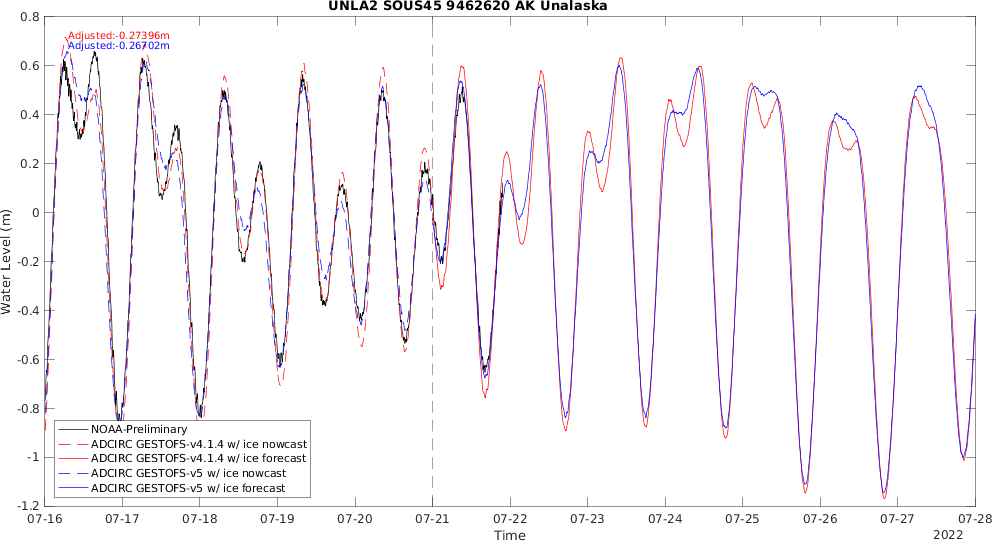 UNLA2 SOUS45 9462620 AK Unalaska
Adjusted:-0.27396m
Adjusted:-0.26702m
0.8
0.6
0.4
0.2
0
-0.2
-0.4
-0.6
-0.8
-1
-1.2
Water Level (m)
NOAA-Preliminary
ADCIRC GESTOFS-v4.1.4 w/ ice nowcast
ADCIRC GESTOFS-v4.1.4 w/ ice forecast
ADCIRC GESTOFS-v5 w/ ice nowcast
ADCIRC GESTOFS-v5 w/ ice forecast
07-16 07-17 07-18 07-19 07-20 07-21 07-22 07-23 07-24 07-25 07-26 07-27 07-28
Time
2022